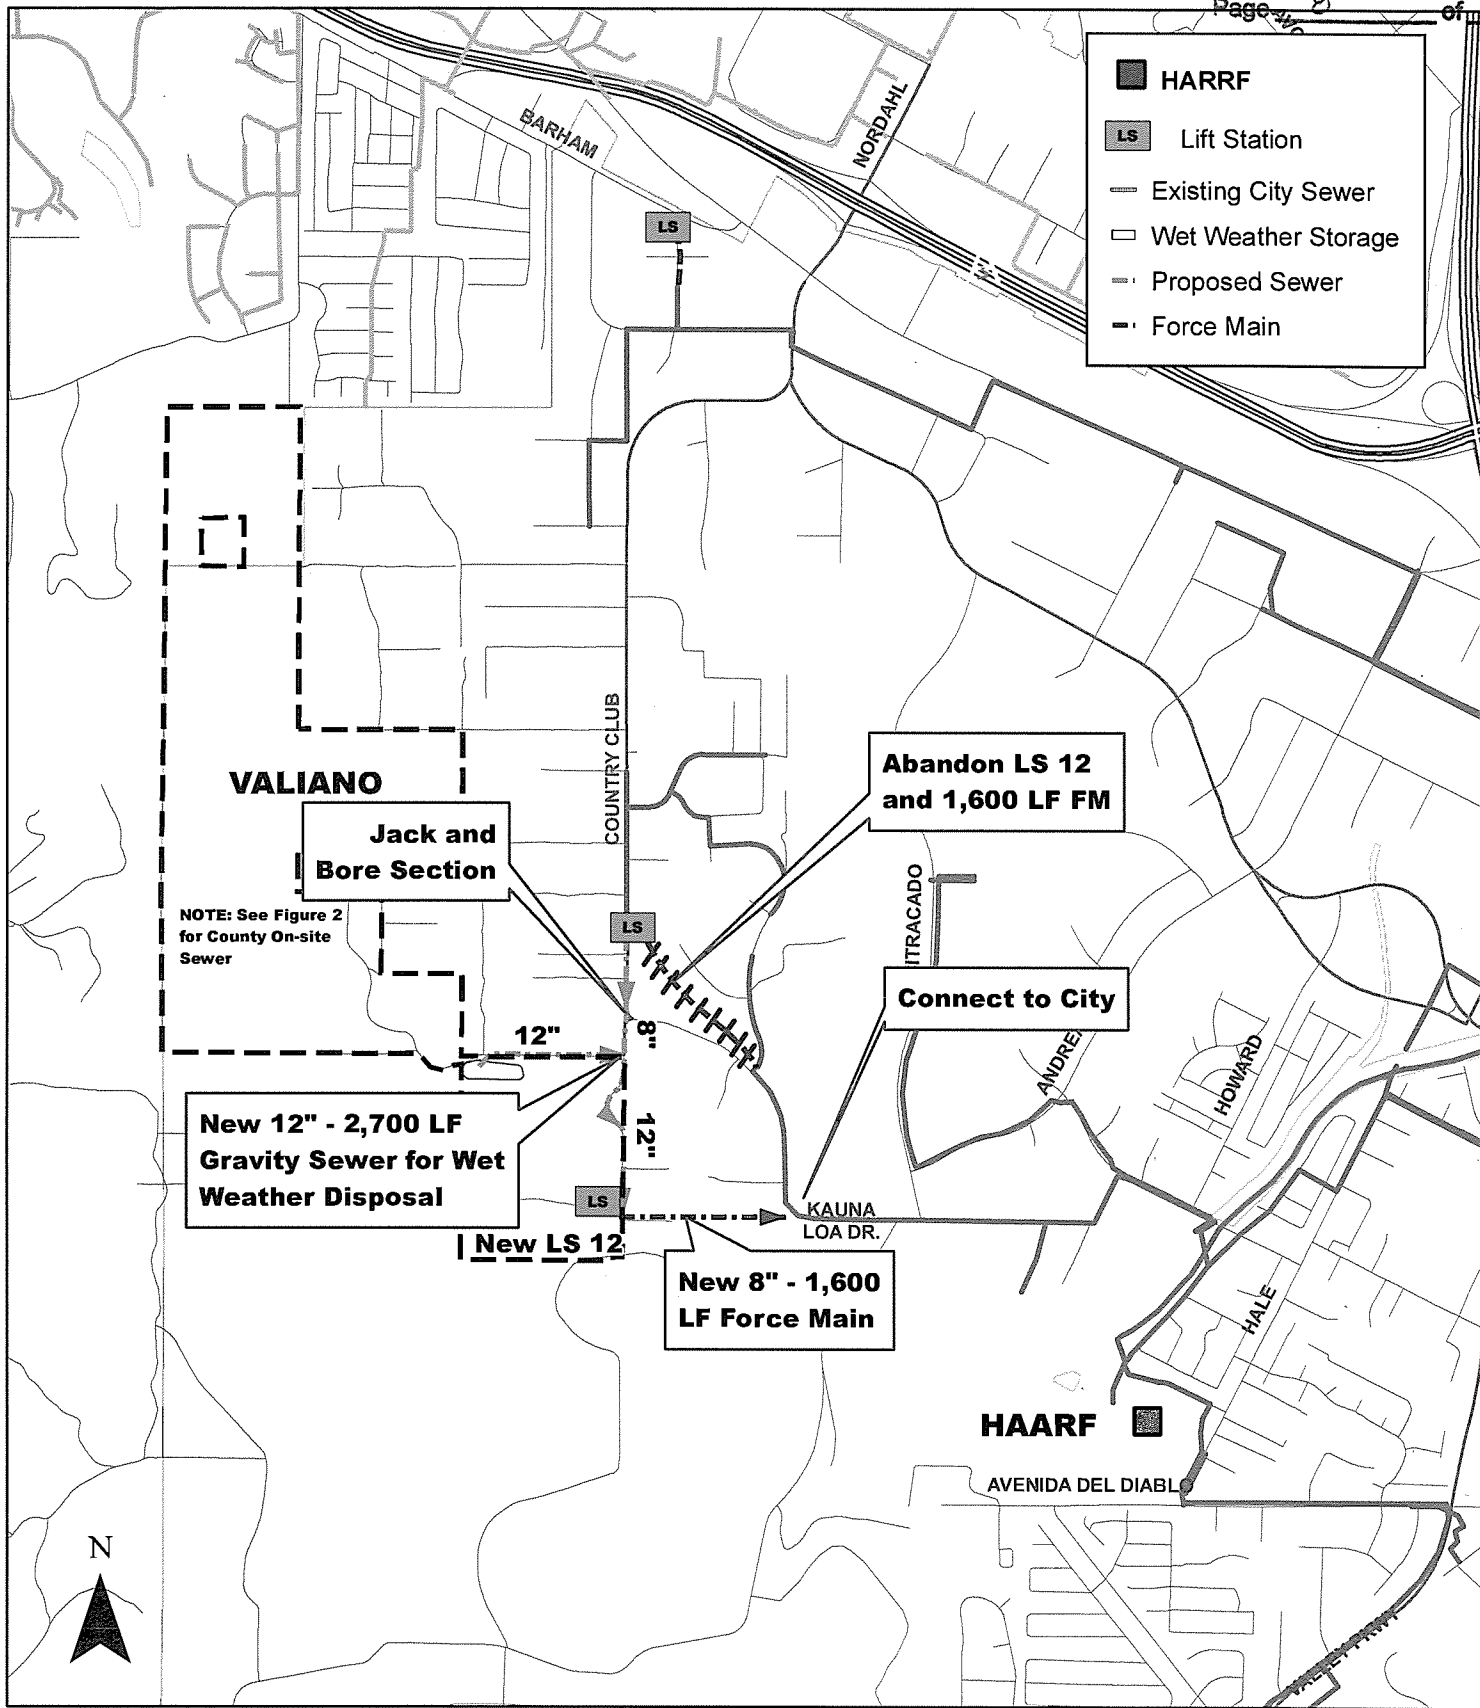 Page of
HARRF
LS Lift Station
Existing City Sewer
Wet Weather Storage
Proposed Sewer
Force Main
BARHAM
NORDAHL
LS
COUNTRY CLUB
VALIANO
Abandon LS 12
and 1,600 LF FM
Jack and
Bore Section
ITRACADO
NOTE: See Figure 2
for County On-site
Sewer
LS
Connect to City
12"
8"
ANDREA
HOWARD
New 12" - 2,700 LF
Gravity Sewer for Wet
Weather Disposal
12"
LS
KAUNA
LOA DR.
New LS 12
New 8" - 1,600
LF Force Main
HALE
HAARF
AVENIDA DEL DIABLO
N